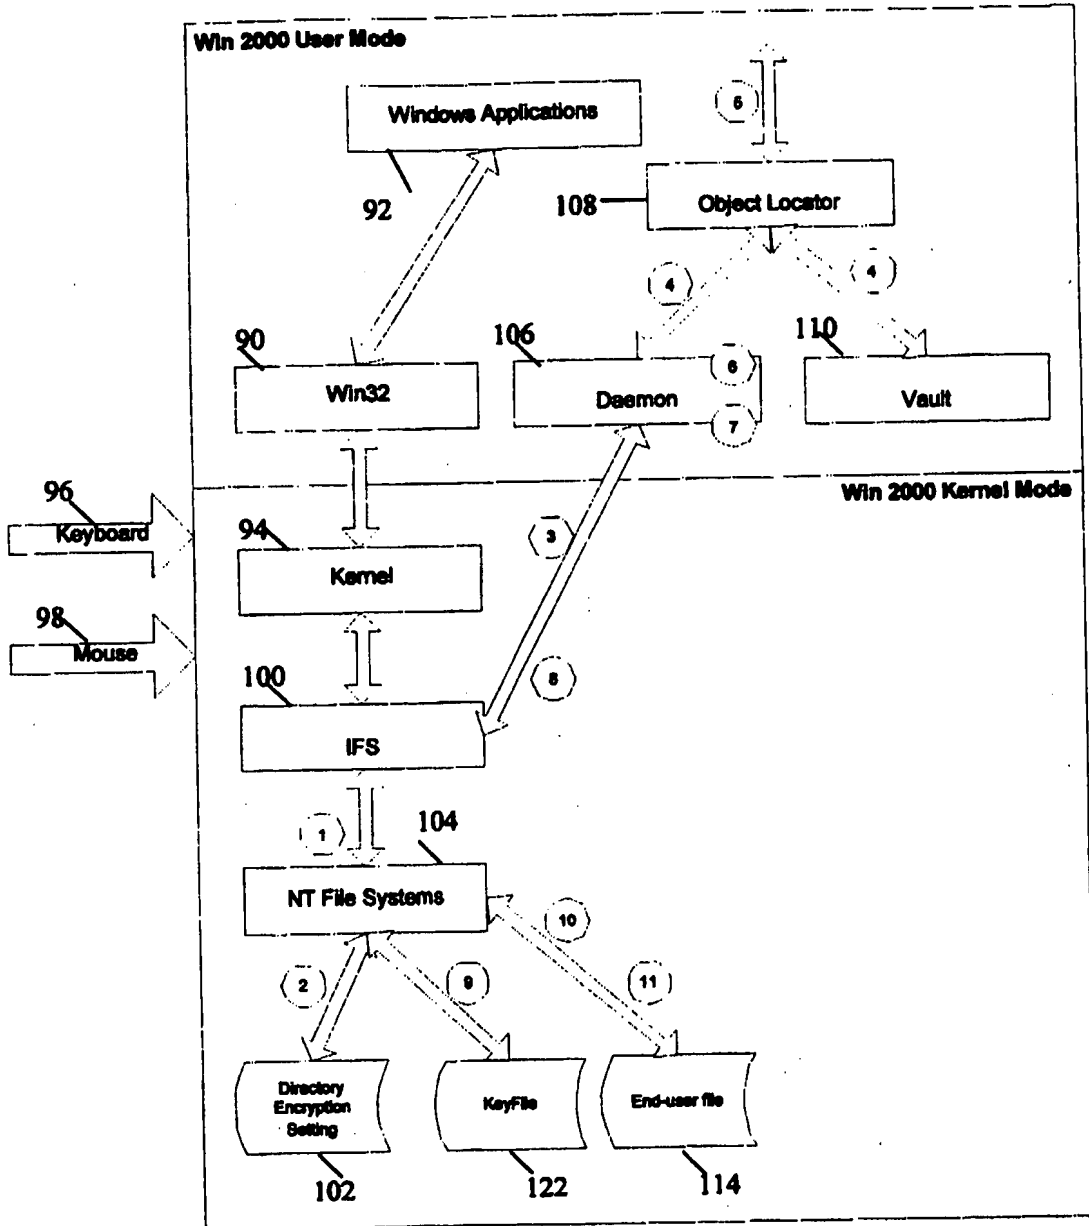 Win 2000 User Mode
Windows Applications
92
5
108
Object Locator
4
4
90
Win32
106
Daemon
6
7
110
Vault
Win 2000 Kernel Mode
96
Keyboard
98
Mouse
94
Kernel
3
8
100
IFS
1
104
NT File Systems
2
9
10
11
Directory
Encryption
Setting
KeyFile
End-user file
102
122
114